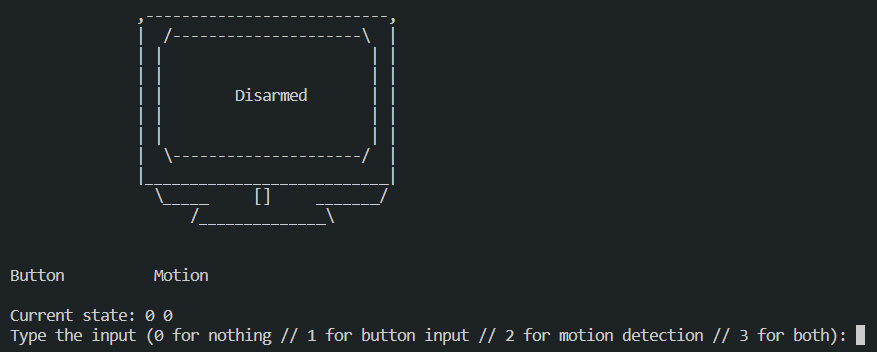 Disarmed
Button Motion
Current state: 0 0
Type the input (0 for nothing // 1 for button input // 2 for motion detection // 3 for both):